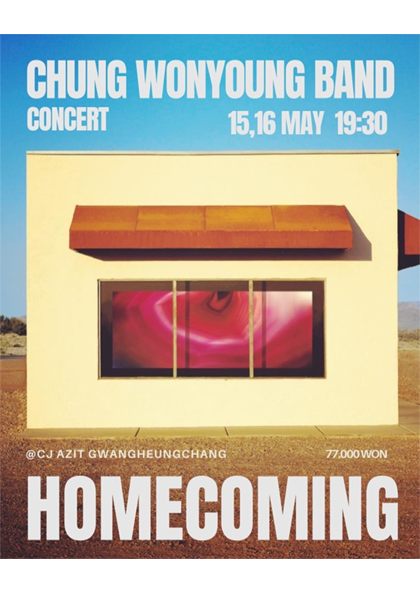 CHUNG WONYOUNG BAND
CONCERT
15,16 MAY 19:30
@CJ AZIT GWANGHEUNGCHANG
77.000 WON
HOMECOMING